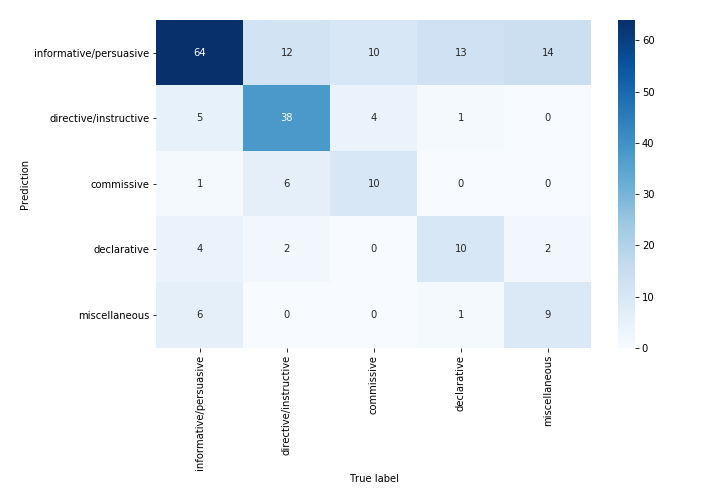 informative/persuasive 64 12 10 13 14
directive/instructive 5 38 4 1 0
commissive 1 6 10 0 0
declarative 4 2 0 10 2
miscellaneous 6 0 0 1 9
Prediction
informative/persuasive
directive/instructive
commissive
declarative
miscellaneous
True label
60
50
40
30
20
10
0